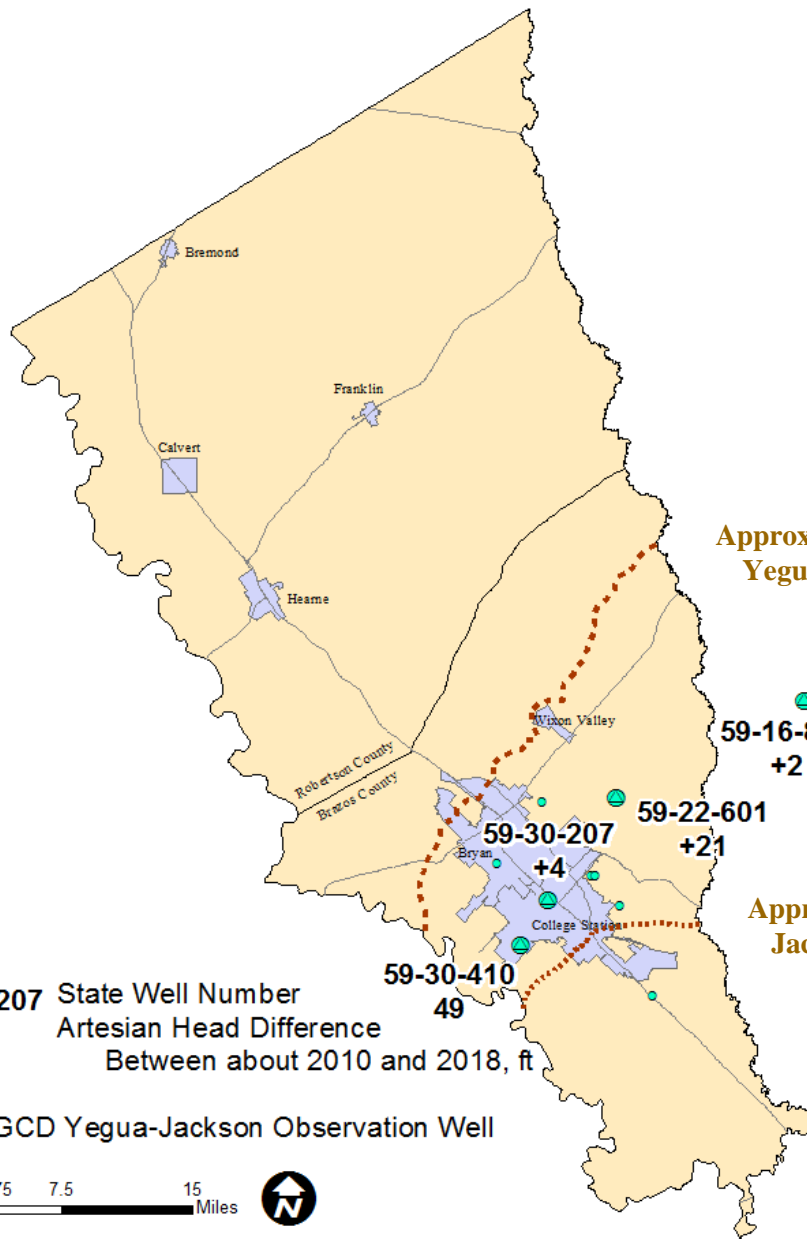 Bremond
Franklin
Calvert
Hearne
Approx
Yegu
Wixon Valley
59-16-8
+2
Robertson County
Brazos County
59-22-601
+21
59-30-207
+4
Bryan
College Station
Appr
Jac
59-30-410
49
207 State Well Number
Artesian Head Difference
Between about 2010 and 2018, ft
GCD Yegua-Jackson Observation Well
75 7.5 15
Miles
N